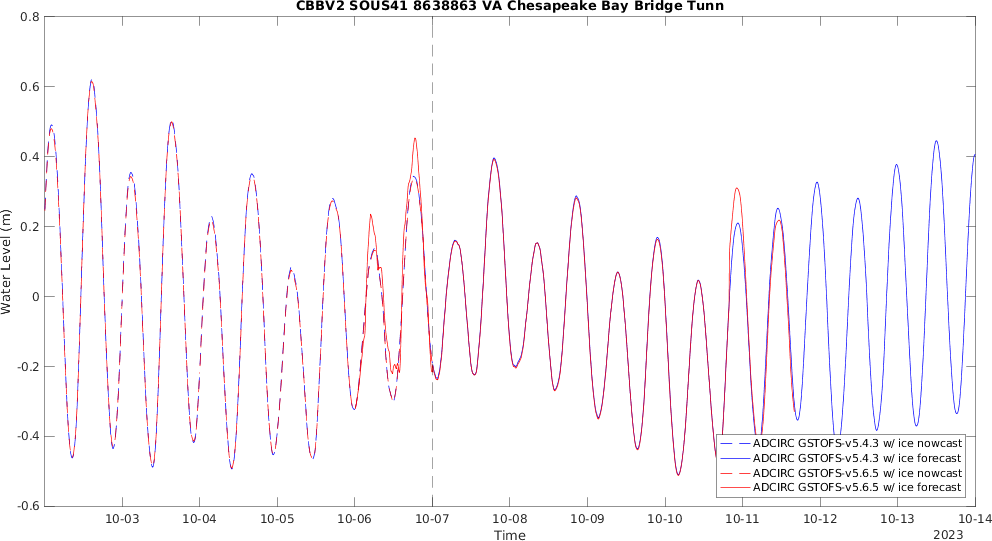 CBBV2 SOUS41 8638863 VA Chesapeake Bay Bridge Tunn
0.8
0.6
0.4
0.2
0
-0.2
-0.4
-0.6
Water Level (m)
ADCIRC GSTOFS-v5.4.3 w/ ice nowcast
ADCIRC GSTOFS-v5.4.3 w/ ice forecast
ADCIRC GSTOFS-v5.6.5 w/ ice nowcast
ADCIRC GSTOFS-v5.6.5 w/ ice forecast
10-03 10-04 10-05 10-06 10-07 10-08 10-09 10-10 10-11 10-12 10-13 10-14
Time
2023